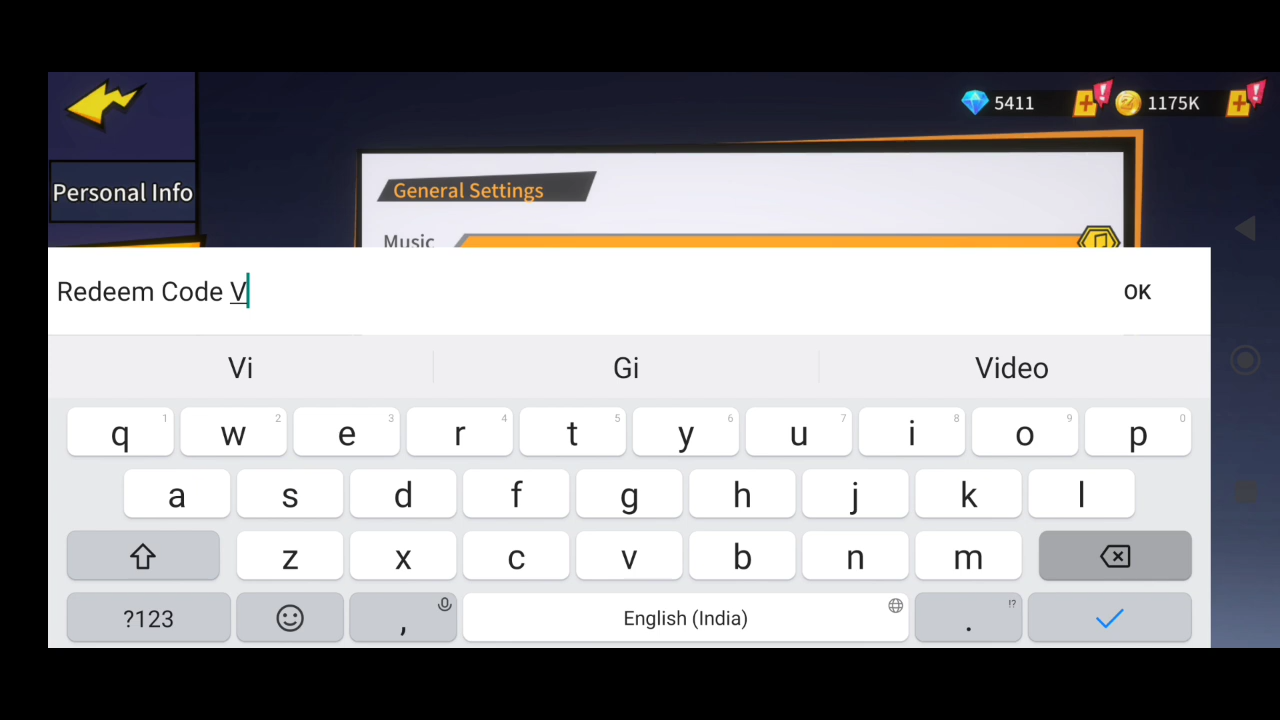 5411
1175K
Personal Info
General Settings
Music
Redeem Code V
OK
Vi Gi Video
q 1 w 2 e 3 r 4 t 5 y 6 u 7 i 8 o 9 p 0
a s d f g h j k l
z x c v b n m
?123 , English (India) . !?